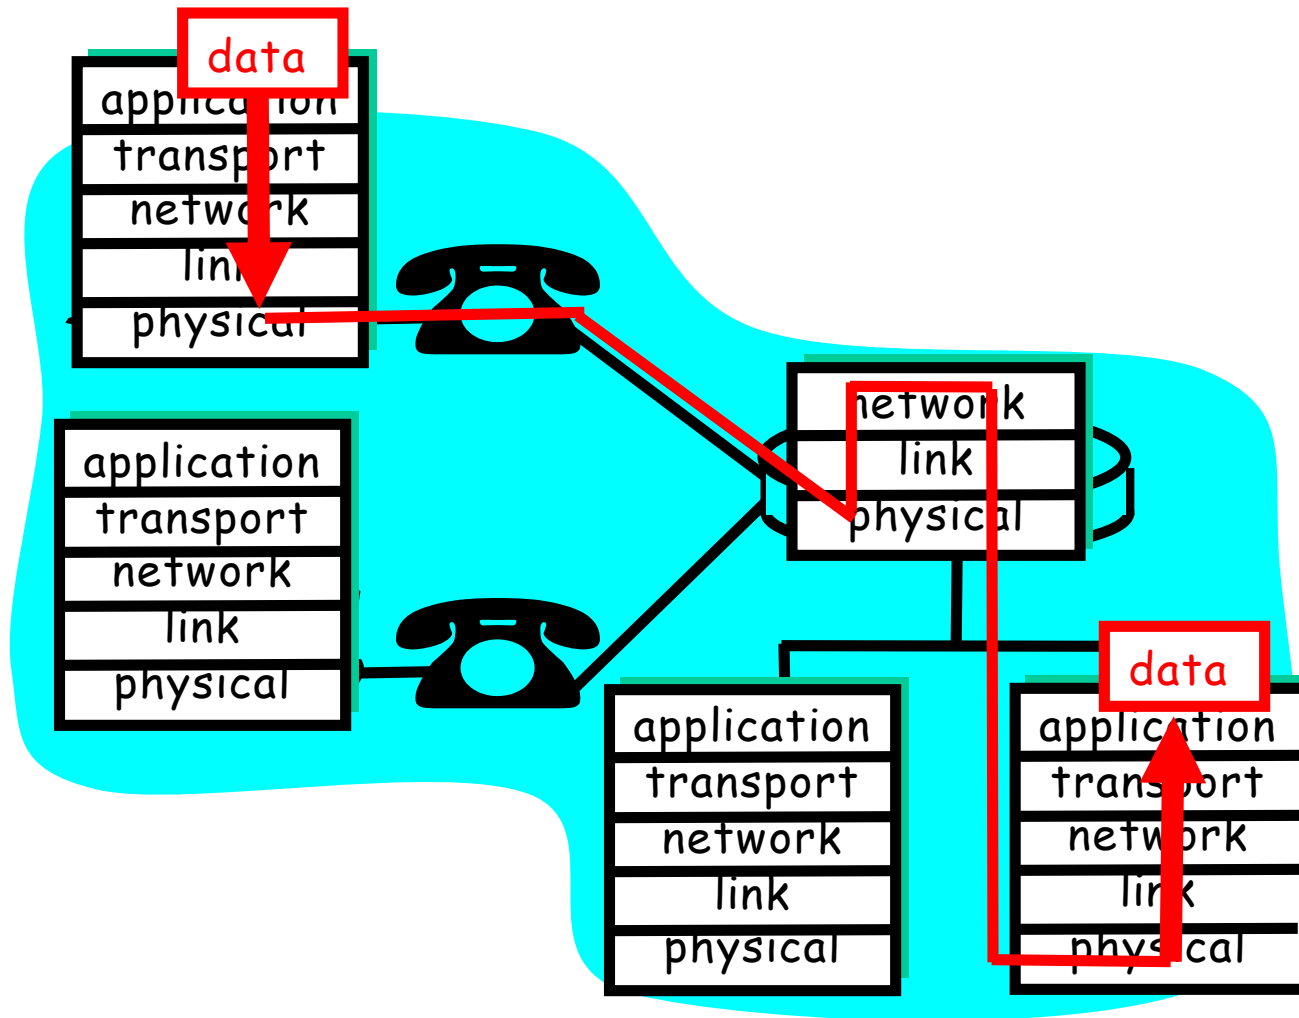 data
application
transport
network
link
physical
application
transport
network
link
physical
network
link
physical
application
transport
network
link
physical
data
application
transport
network
link
physical